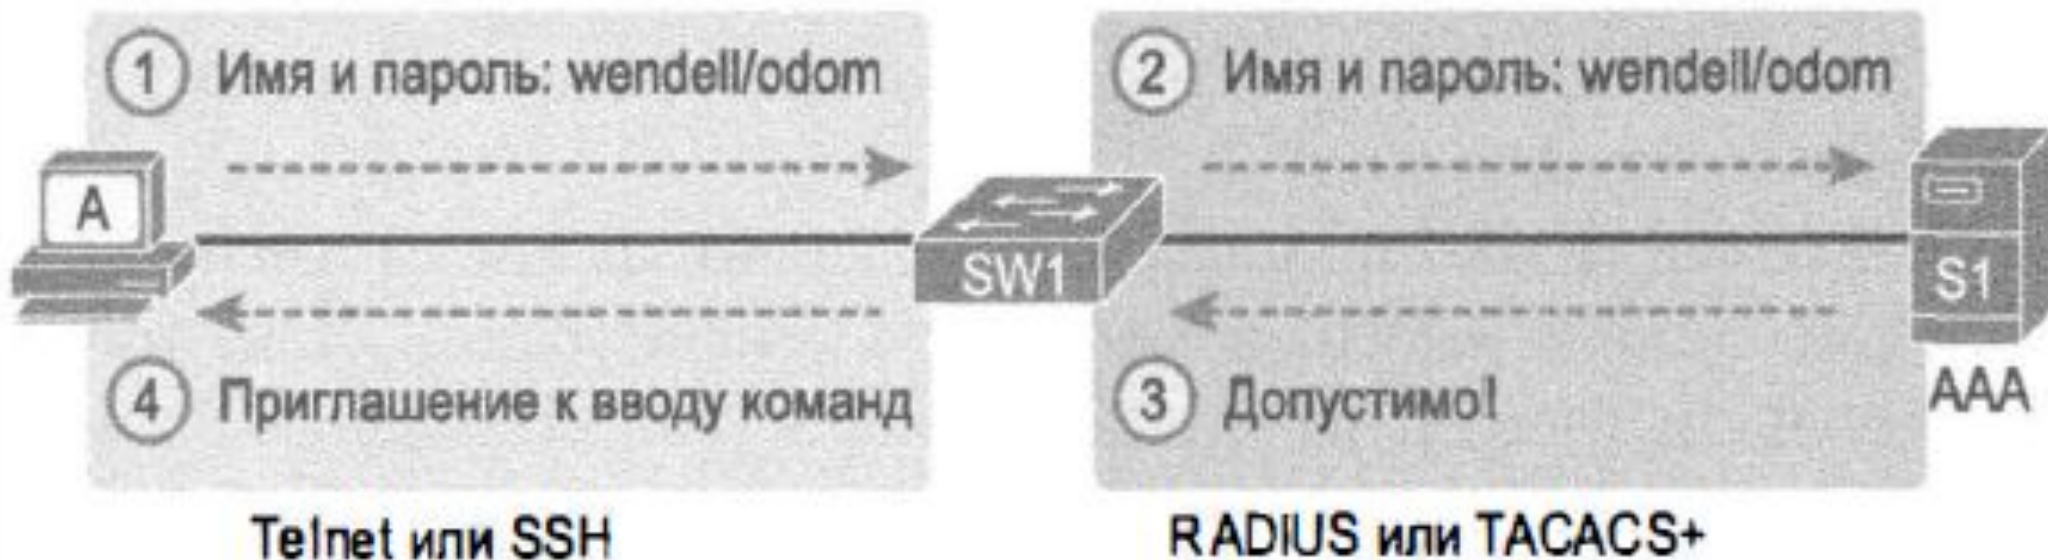 1 Имя и пароль: wendell/odom
2 Имя и пароль: wendell/odom
A
SW1
S1
4 Приглашение к вводу команд
3 Допустимо!
AAA
Telnet или SSH
RADIUS или TACACS+